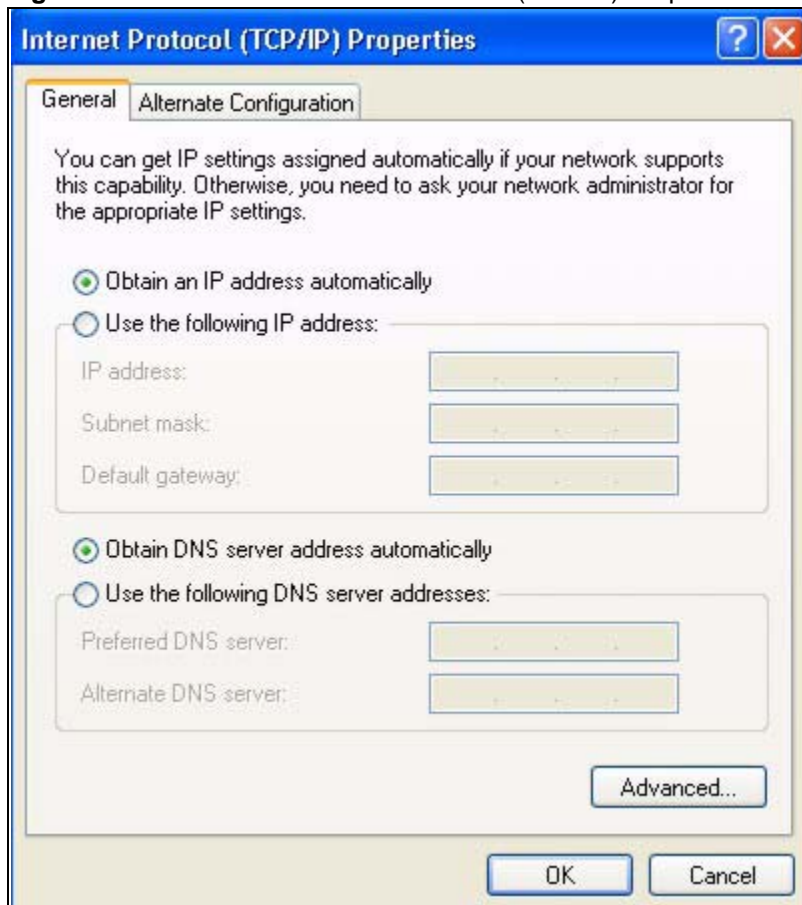 Internet Protocol (TCP/IP) Properties
General
Alternate Configuration
You can get IP settings assigned automatically if your network supports
this capability. Otherwise, you need to ask your network administrator for
the appropriate IP settings.
Obtain an IP address automatically
Use the following IP address:
IP address:
Subnet mask:
Default gateway:
Obtain DNS server address automatically
Use the following DNS server addresses:
Preferred DNS server:
Alternate DNS server:
Advanced...
OK
Cancel